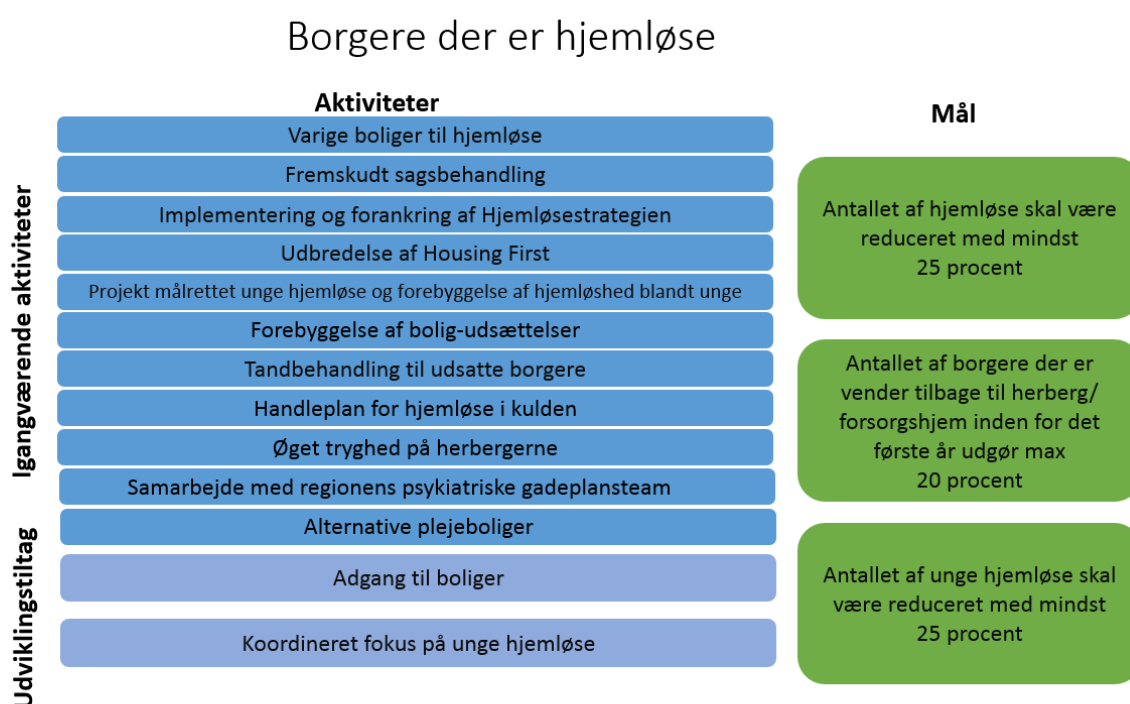 Borgere der er hjemløse
Aktiviteter
Igangværende aktiviteter
Varige boliger til hjemløse
Fremskudt sagsbehandling
Implementering og forankring af Hjemløsestrategien
Udbredelse af Housing First
Projekt målrettet unge hjemløse og forebyggelse af hjemløshed blandt unge
Forebyggelse af bolig-udsættelser
Tandbehandling til udsatte borgere
Handleplan for hjemløse i kulden
Øget tryghed på herbergerne
Samarbejde med regionens psykiatriske gadeplansteam
Alternative plejeboliger
Udviklingstiltag
Adgang til boliger
Koordineret fokus på unge hjemløse
Mål
Antallet af hjemløse skal være
reduceret med mindst
25 procent
Antallet af borgere der er
vender tilbage til herberg/
forsorgshjem inden for det
første år udgør max
20 procent
Antallet af unge hjemløse skal
være reduceret med mindst
25 procent